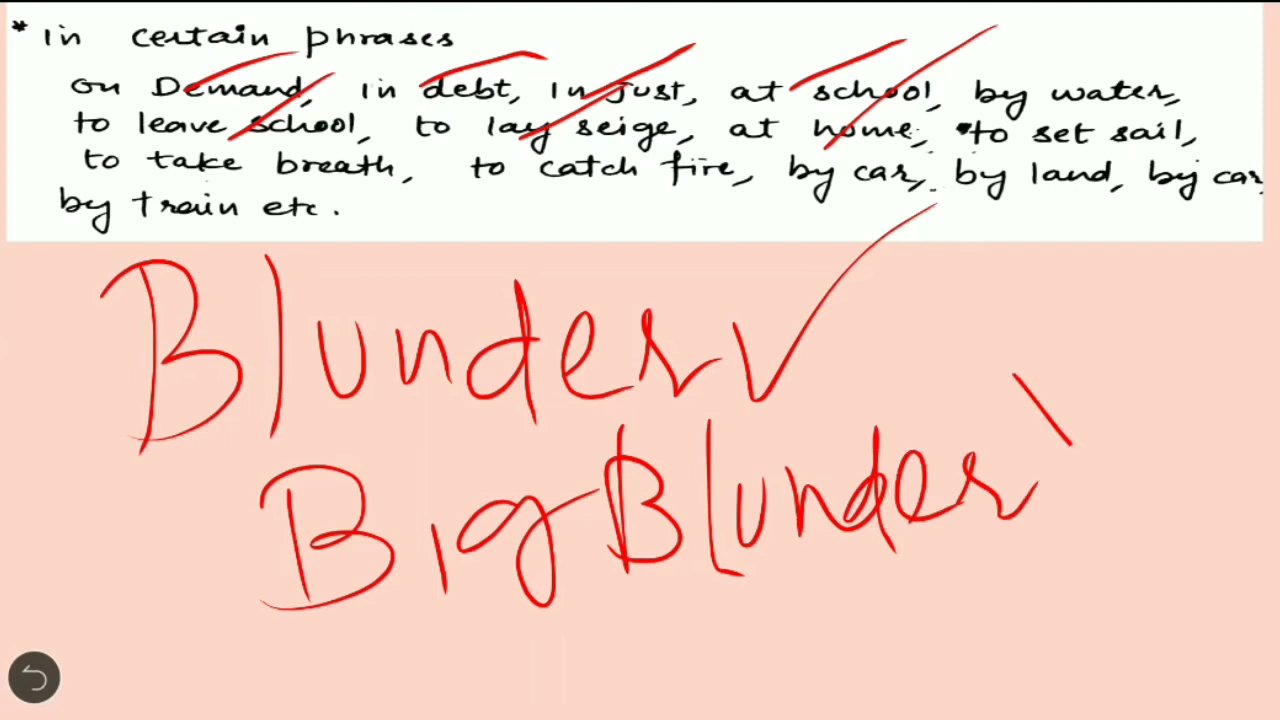 * In certain phrases
on Demand, in debt, in just, at school, by water,
to leave school, to lay seige, at home, to set sail,
to take breath, to catch fire, by car, by land, by car,
by train etc.
Blunder
Big Blunder